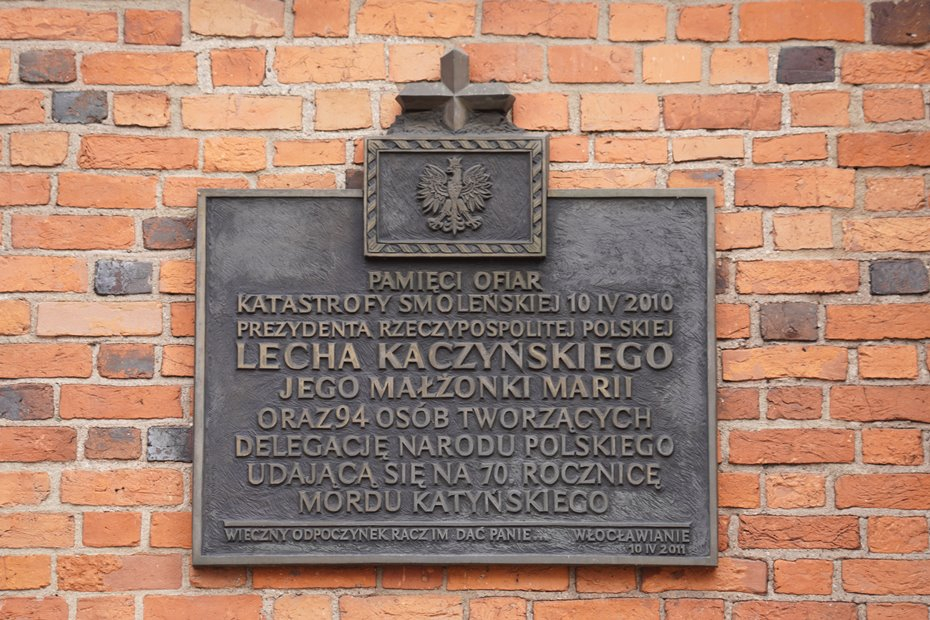 PAMIĘCI OFIAR
KATASTROFY SMOLEŃSKIEJ 10 IV 2010
PREZYDENTA RZECZYPOSPOLITEJ POLSKIEJ
LECHA KACZYŃSKIEGO
JEGO MAŁŻONKI MARII
ORAZ 94 OSÓB TWORZĄCYCH
DELEGACJĘ NARODU POLSKIEGO
UDAJĄCĄ SIĘ NA 70. ROCZNICĘ
MORDU KATYŃSKIEGO
WIECZNY ODPOCZYNEK RACZ IM DAĆ PANIE... WŁOCŁAWIANIE
10 IV 2011